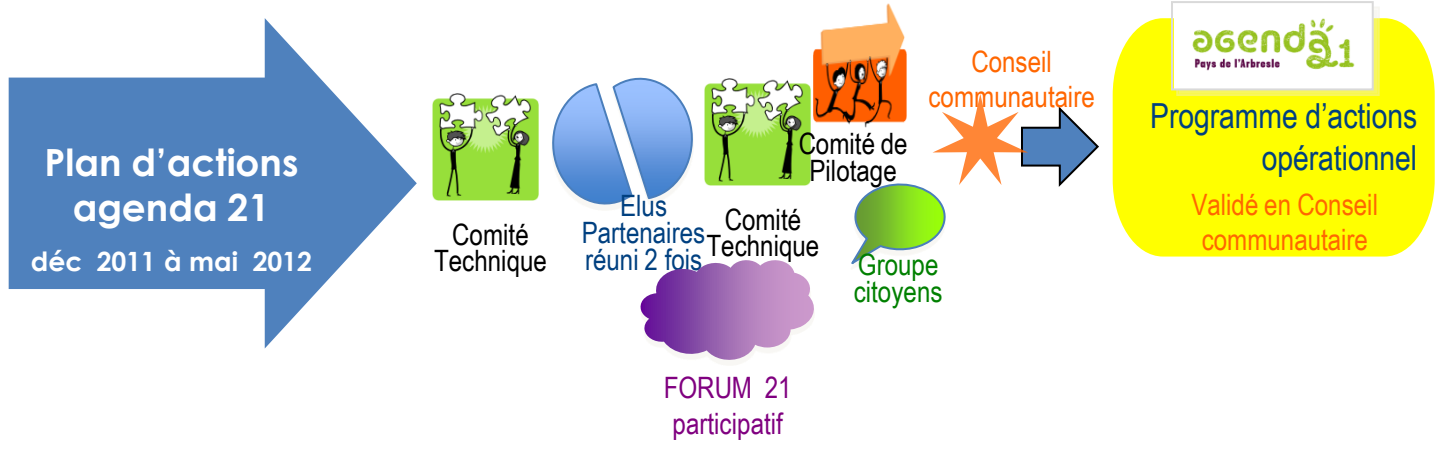 Plan d'actions
agenda 21
déc 2011 à mai 2012
Comité
Technique
Elus
Partenaires
réuni 2 fois
FORUM 21
participatif
Comité
Technique
Comité de
Pilotage
Groupe
citoyens
Conseil
communautaire
agenda 21
Pays de l'Arbresle
Programme d'actions
opérationnel
Validé en Conseil
communautaire